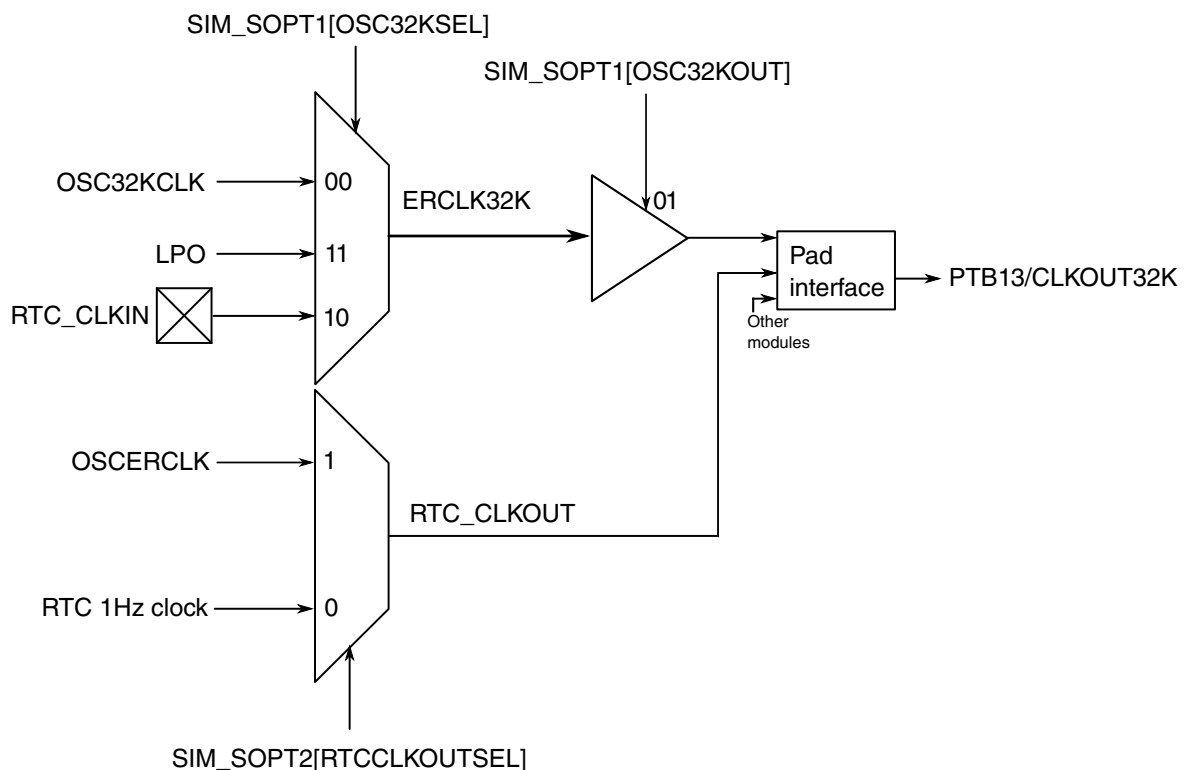 SIM_SOPT1[OSC32KSEL]
SIM_SOPT1[OSC32KOUT]
OSC32KCLK
00
ERCLK32K
01
LPO
11
Pad
interface
PTB13/CLKOUT32K
RTC_CLKIN
10
Other
modules
OSCERCLK
1
RTC_CLKOUT
RTC 1Hz clock
0
SIM_SOPT2[RTCCLKOUTSEL]